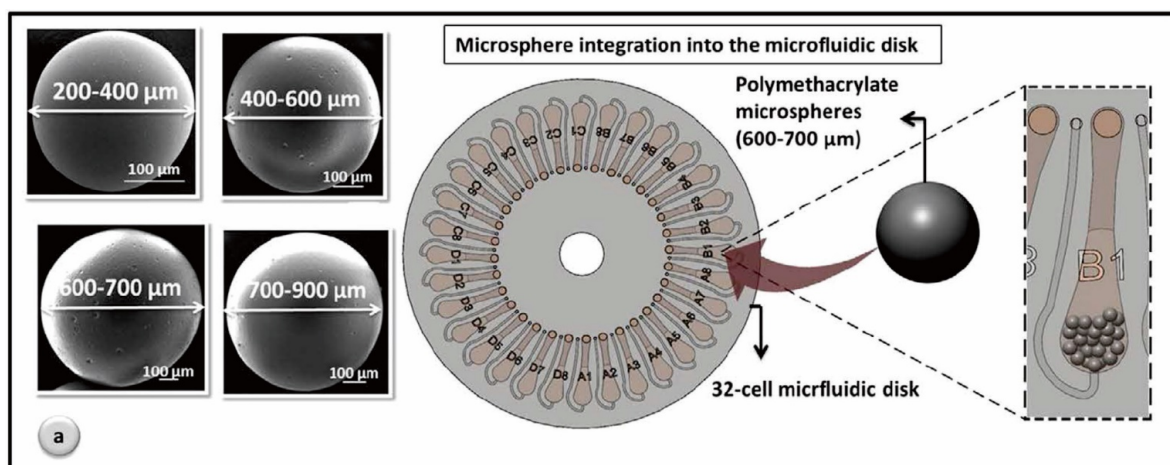 Microsphere integration into the microfluidic disk
200-400 µm
100 µm
400-600 µm
100 µm
600-700 µm
100 µm
700-900 µm
100 µm
C1
B8
B7
B6
B5
B4
B3
B2
B1
A8
A7
A6
A5
A4
A3
A2
A1
D8
D7
D6
D5
D4
D3
D2
D1
C8
C7
C6
C5
C4
C3
C2
Polymethacrylate
microspheres
(600-700 µm)
32-cell micrfluidic disk
B1
a